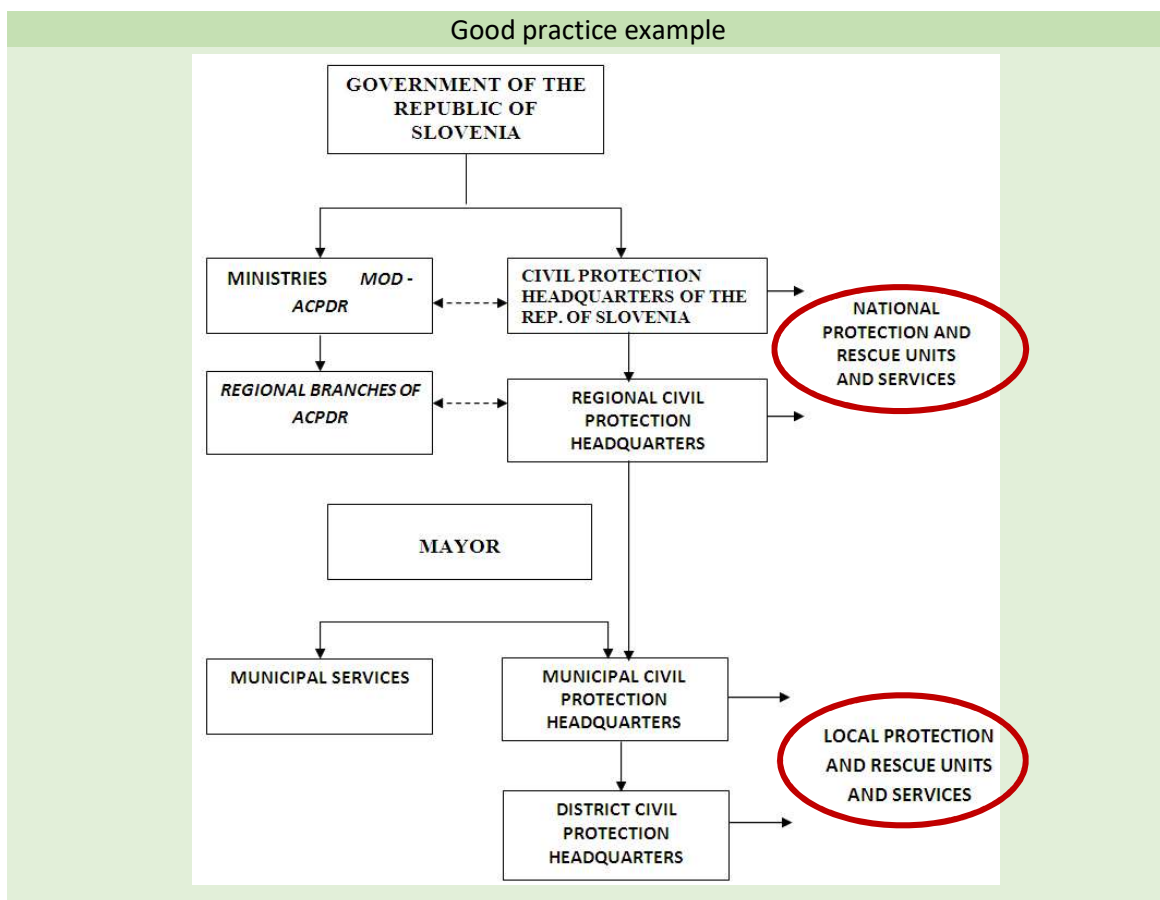 Good practice example
GOVERNMENT OF THE
REPUBLIC OF
SLOVENIA
MINISTRIES MOD -
ACPDR
CIVIL PROTECTION
HEADQUARTERS OF THE
REP. OF SLOVENIA
NATIONAL
PROTECTION AND
RESCUE UNITS
AND SERVICES
REGIONAL BRANCHES OF
ACPDR
REGIONAL CIVIL
PROTECTION
HEADQUARTERS
MAYOR
MUNICIPAL SERVICES
MUNICIPAL CIVIL
PROTECTION
HEADQUARTERS
LOCAL PROTECTION
AND RESCUE UNITS
AND SERVICES
DISTRICT CIVIL
PROTECTION
HEADQUARTERS